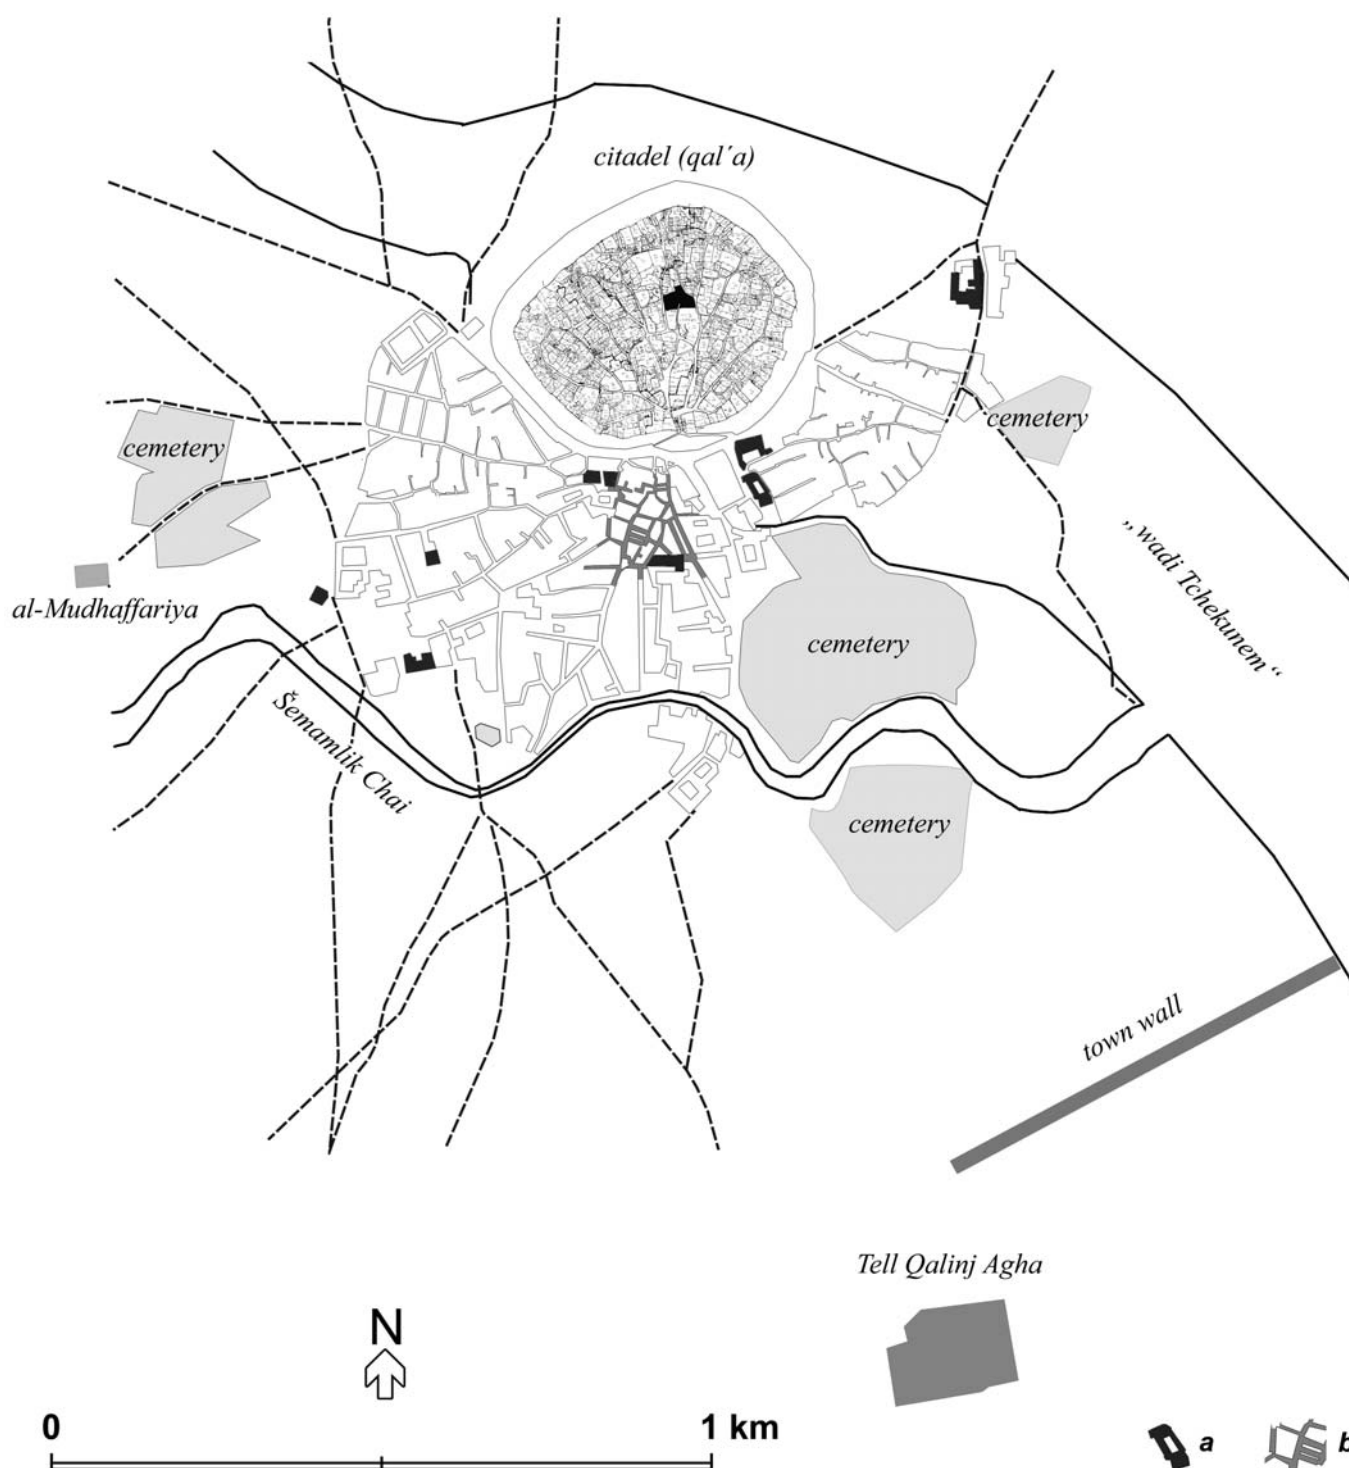 citadel (qal´a)
cemetery
cemetery
„wadi Tchekunem“
al-Mudhaffariya
cemetery
Šemamlik Chai
cemetery
town wall
Tell Qalinj Agha
N
0
1 km
a
b